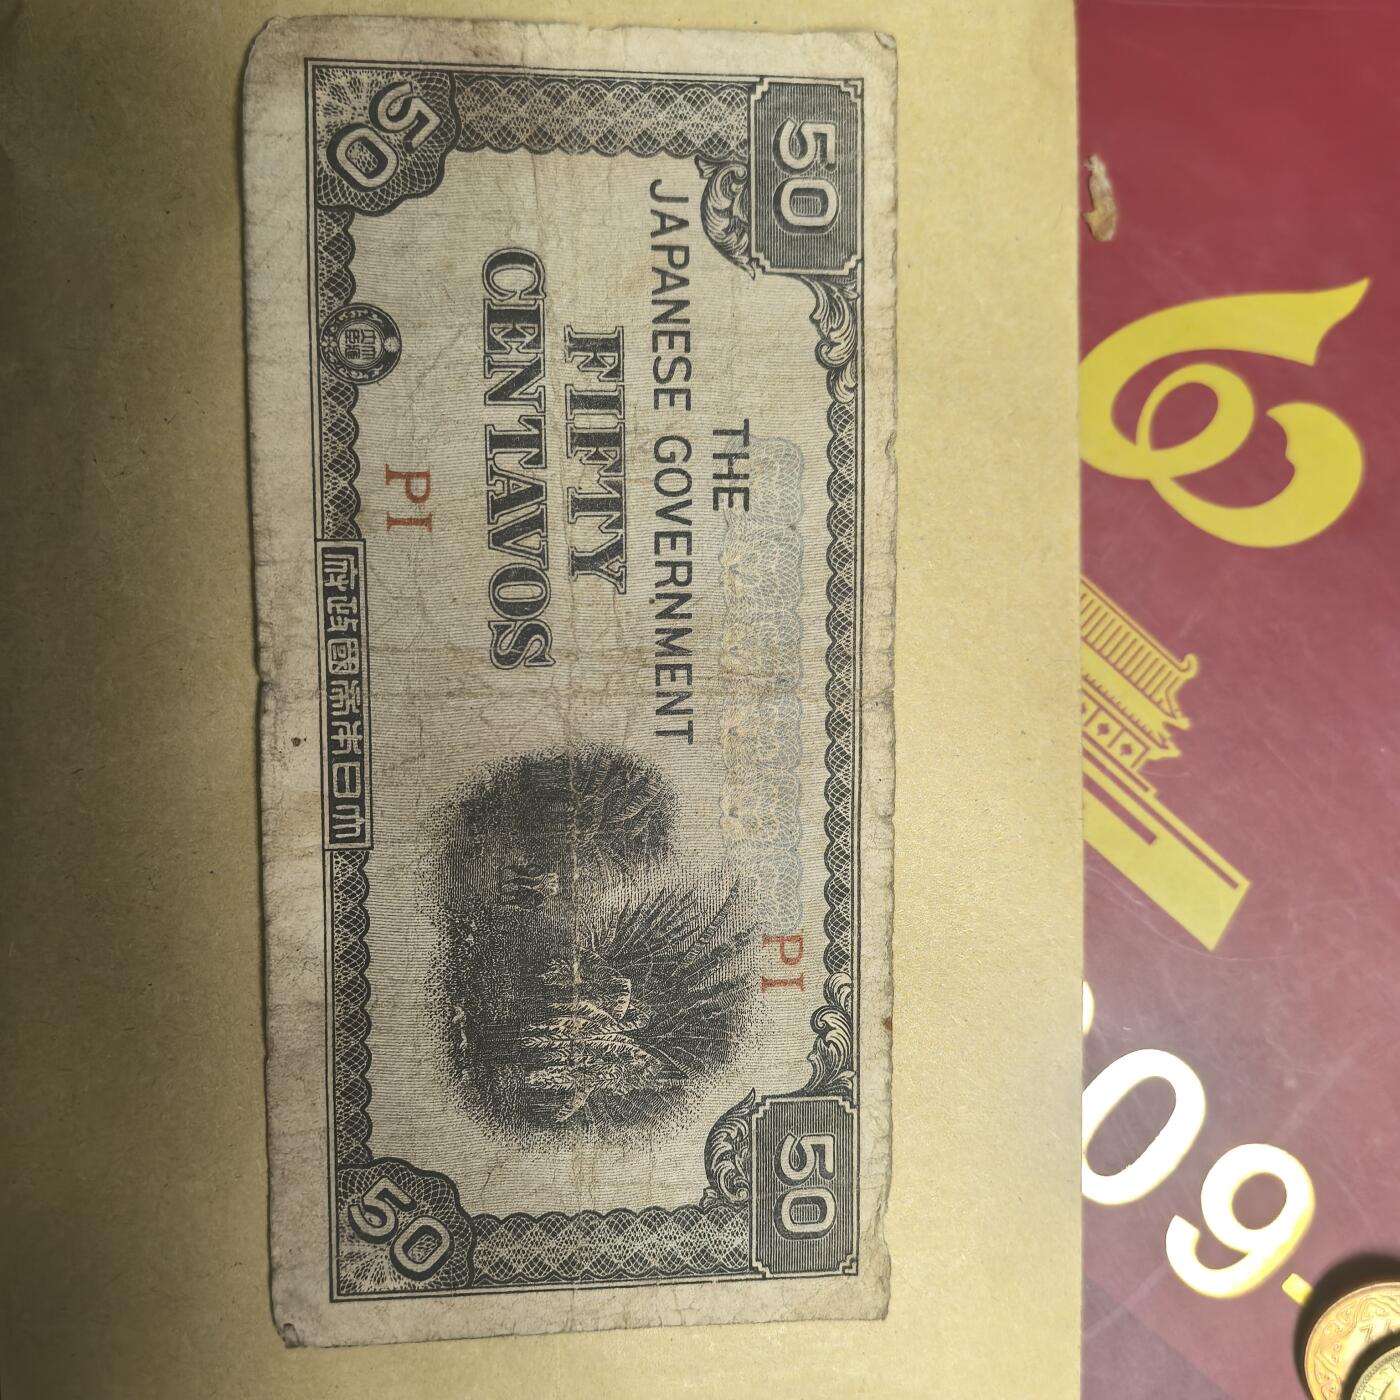 50
50
THE
JAPANESE GOVERNMENT
PI
FIFTY
CENTAVOS
PI
50
50
府政國帝本日大
09